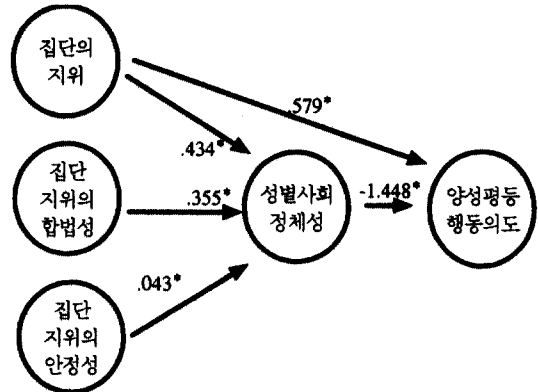 집단의
지위
.579*
.434*
집단
지위의
합법성
.355*
성별사회
정체성
-1.448*
양성평등
행동의도
.043*
집단
지위의
안정성